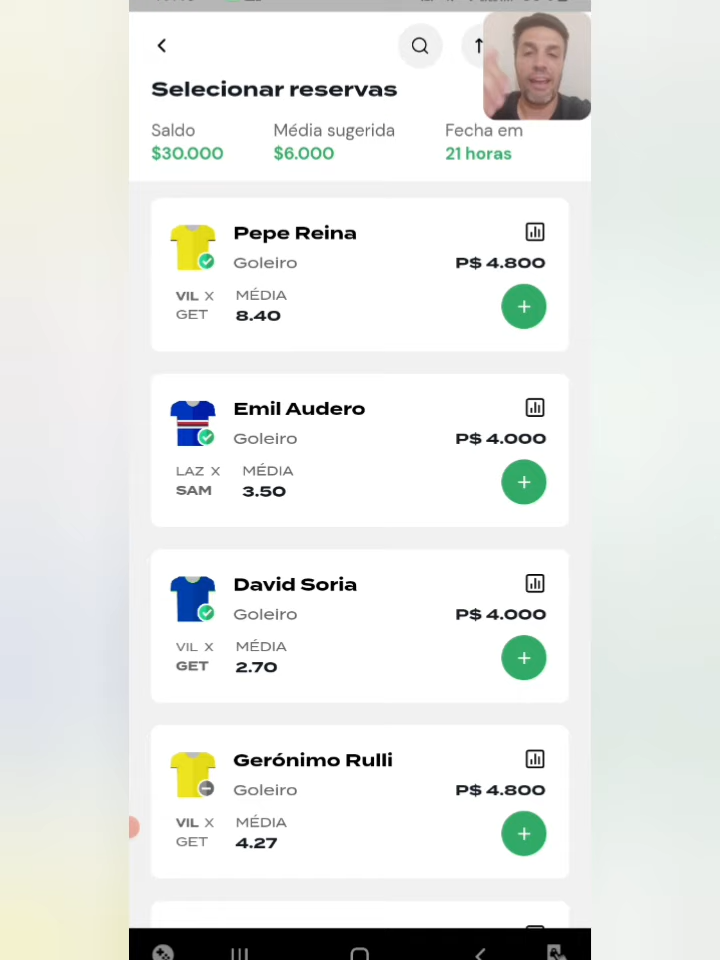 Selecionar reservas
Saldo Média sugerida Fecha em
$30.000 $6.000 21 horas
Pepe Reina
Goleiro P$ 4.800
VIL X MÉDIA
GET 8.40
Emil Audero
Goleiro P$ 4.000
LAZ X MÉDIA
SAM 3.50
David Soria
Goleiro P$ 4.000
VIL X MÉDIA
GET 2.70
Gerónimo Rulli
Goleiro P$ 4.800
VIL X MÉDIA
GET 4.27